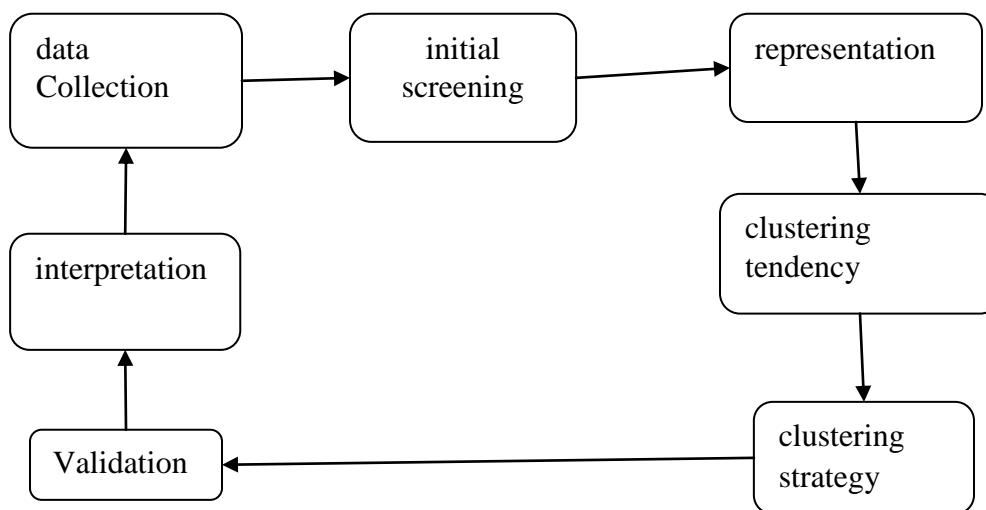 data
Collection
initial
screening
representation
clustering
tendency
clustering
strategy
Validation
interpretation